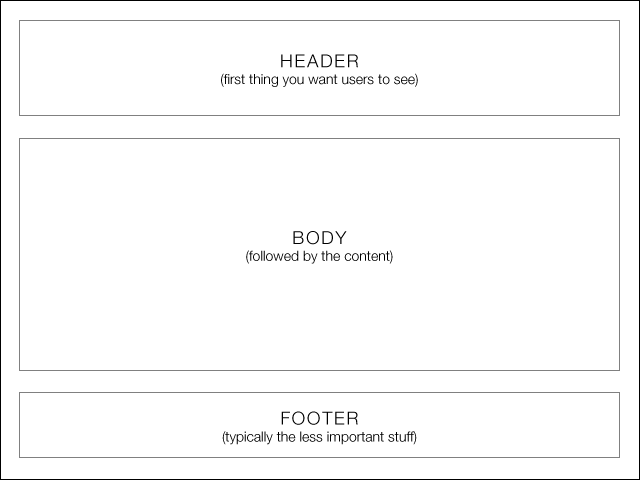 HEADER
(first thing you want users to see)
BODY
(followed by the content)
FOOTER
(typically the less important stuff)